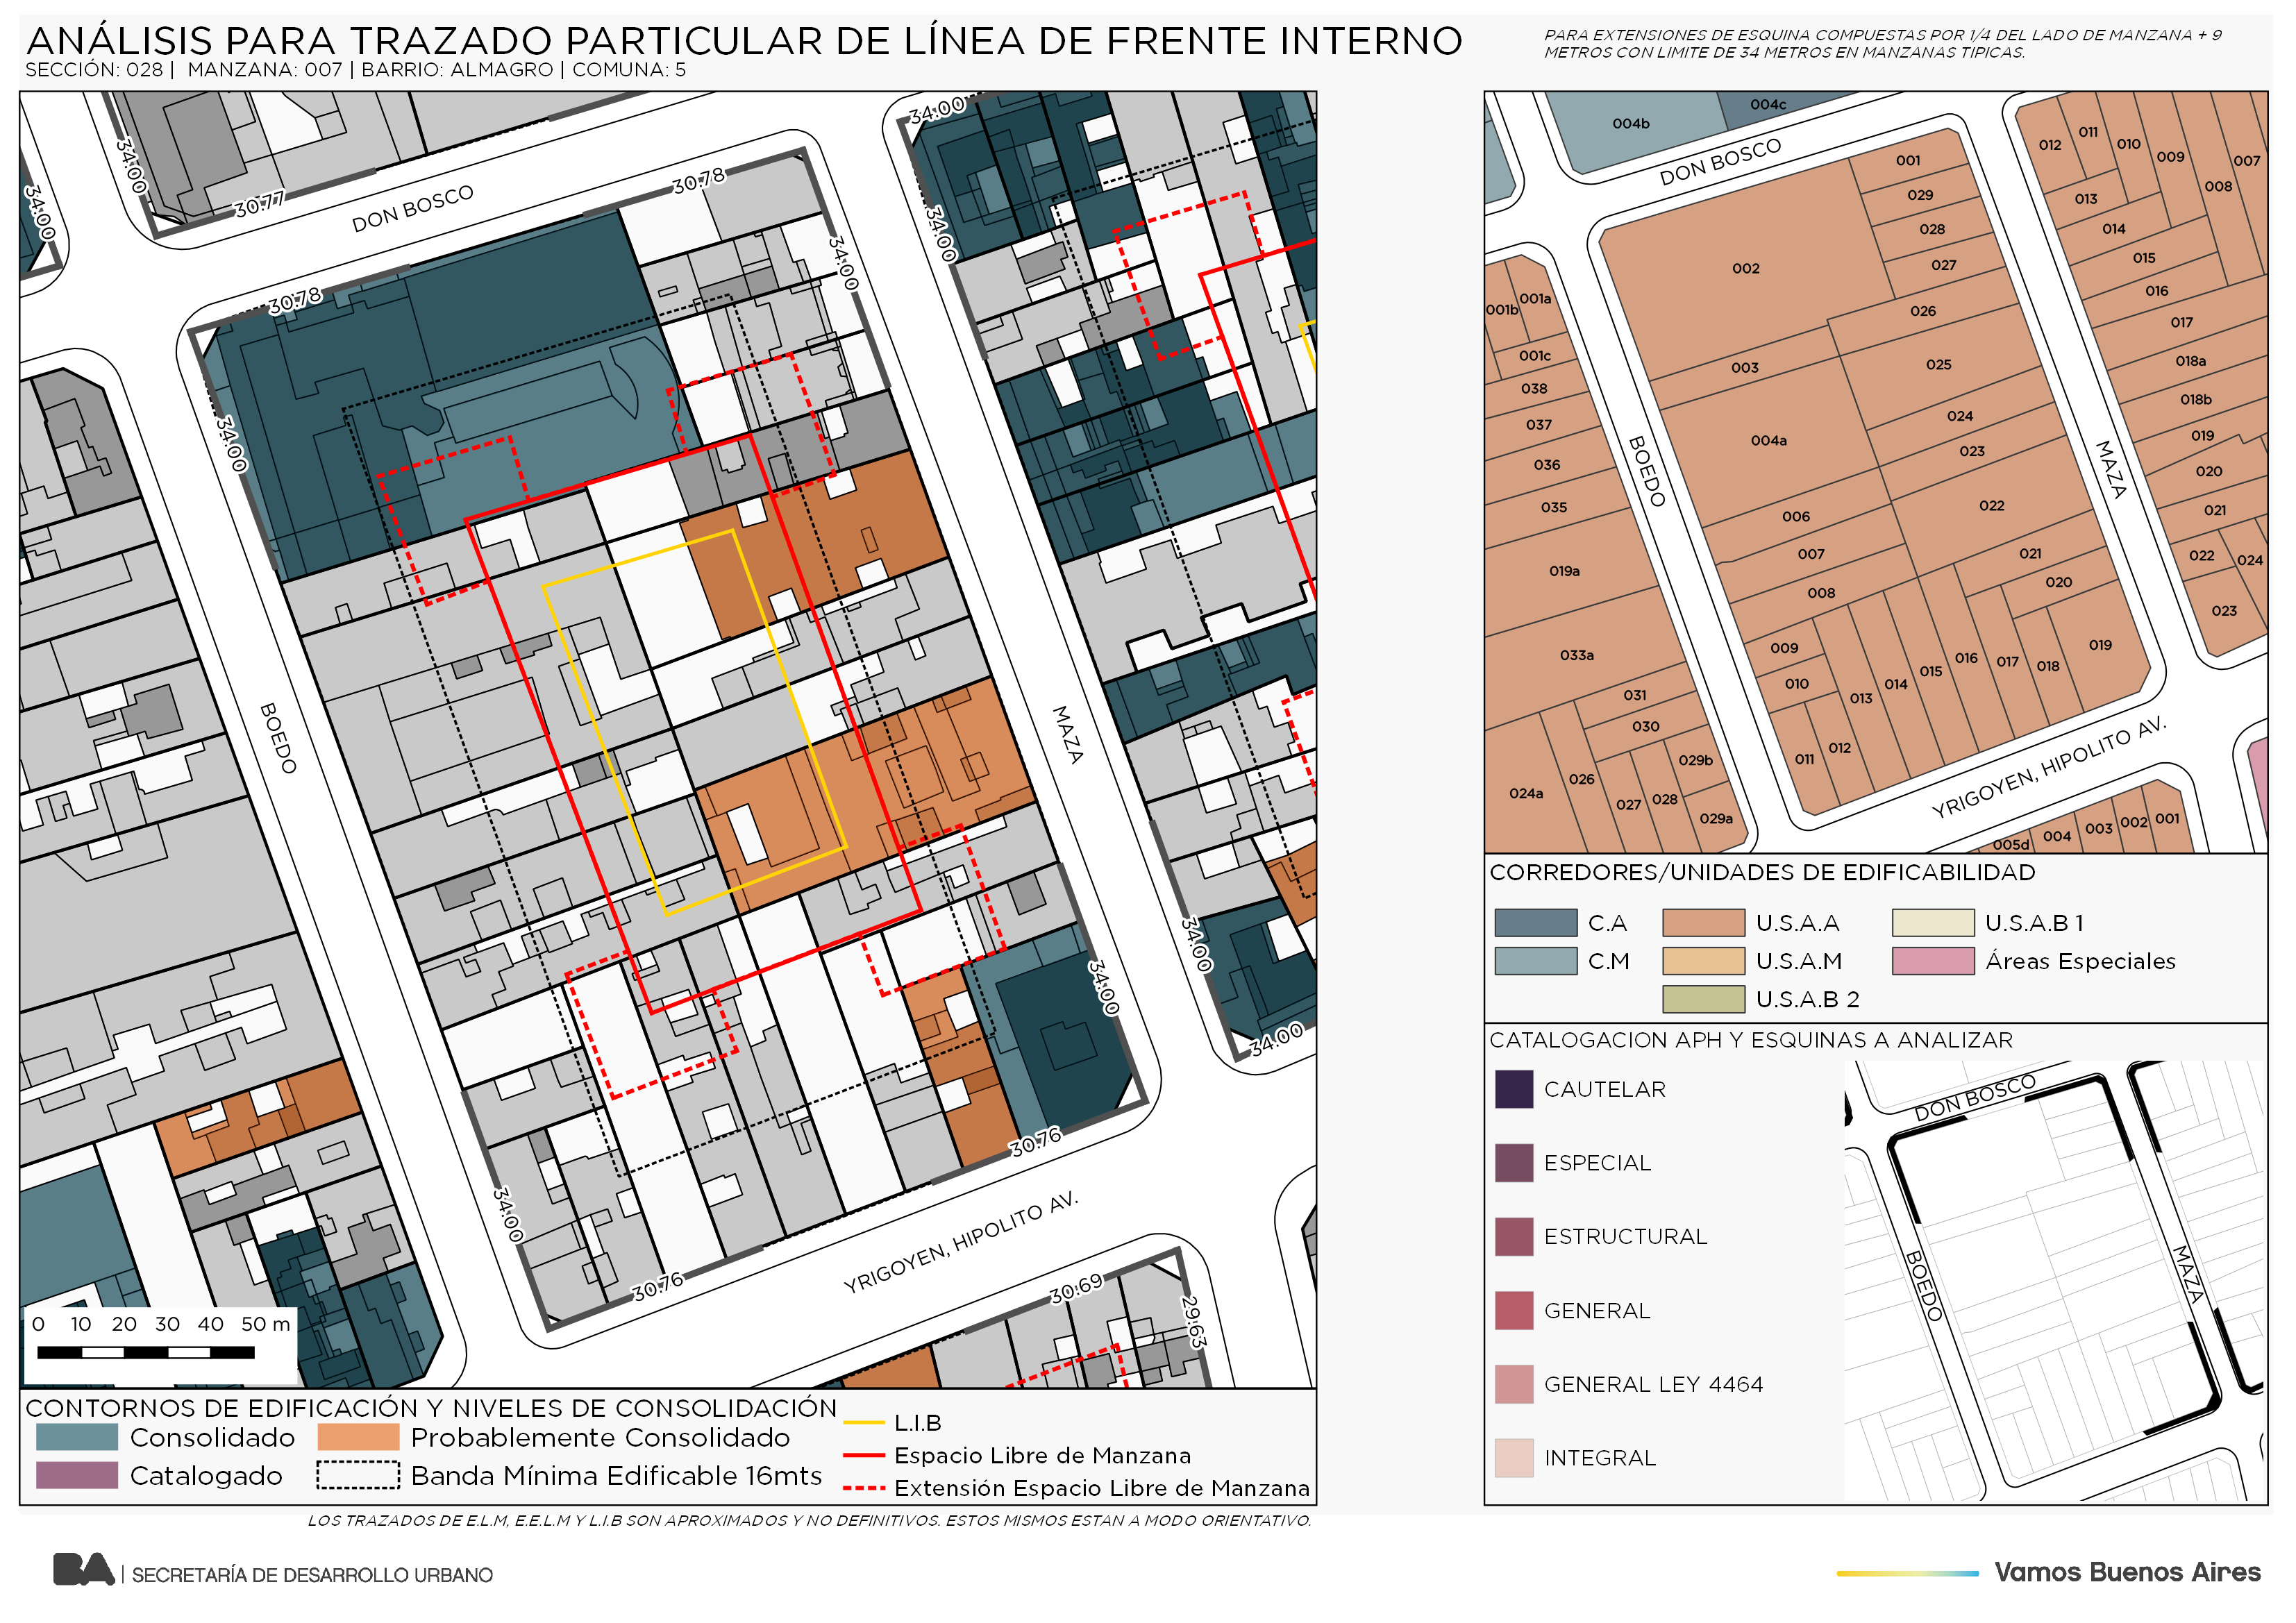 ANÁLISIS PARA TRAZADO PARTICULAR DE LÍNEA DE FRENTE INTERNO
SECCIÓN: 028 | MANZANA: 007 | BARRIO: ALMAGRO | COMUNA: 5
PARA EXTENSIONES DE ESQUINA COMPUESTAS POR 1/4 DEL LADO DE MANZANA + 9
METROS CON LIMITE DE 34 METROS EN MANZANAS TIPICAS.
34.00
34.00
30.77
DON BOSCO
30.78
34.00
34.00
34.00
30.78
34.00
BOEDO
MAZA
34.00
34.00
34.00
34.00
30.76
30.76
YRIGOYEN, HIPOLITO AV.
30.69
29.63
0 10 20 30 40 50 m
CONTORNOS DE EDIFICACIÓN Y NIVELES DE CONSOLIDACIÓN
Consolidado
Probablemente Consolidado
Catalogado
Banda Mínima Edificable 16mts
L.I.B
Espacio Libre de Manzana
Extensión Espacio Libre de Manzana
LOS TRAZADOS DE E.L.M, E.E.L.M Y L.I.B SON APROXIMADOS Y NO DEFINITIVOS. ESTOS MISMOS ESTAN A MODO ORIENTATIVO.
004b
004c
DON BOSCO
001
029
028
027
026
025
024
023
022
021
020
019
018
017
016
015
014
013
012
011
010
009
008
007
006
004a
003
002
012
011
010
009
008
007
013
014
015
016
017
018a
018b
019
020
021
022
024
023
001b
001a
001c
038
037
036
035
019a
033a
031
030
029b
029a
028
027
026
024a
BOEDO
MAZA
YRIGOYEN, HIPOLITO AV.
005d
004
003
002
001
CORREDORES/UNIDADES DE EDIFICABILIDAD
C.A
U.S.A.A
U.S.A.B 1
C.M
U.S.A.M
Áreas Especiales
U.S.A.B 2
CATALOGACION APH Y ESQUINAS A ANALIZAR
CAUTELAR
ESPECIAL
ESTRUCTURAL
GENERAL
GENERAL LEY 4464
INTEGRAL
DON BOSCO
BOEDO
MAZA
BA | SECRETARÍA DE DESARROLLO URBANO
Vamos Buenos Aires